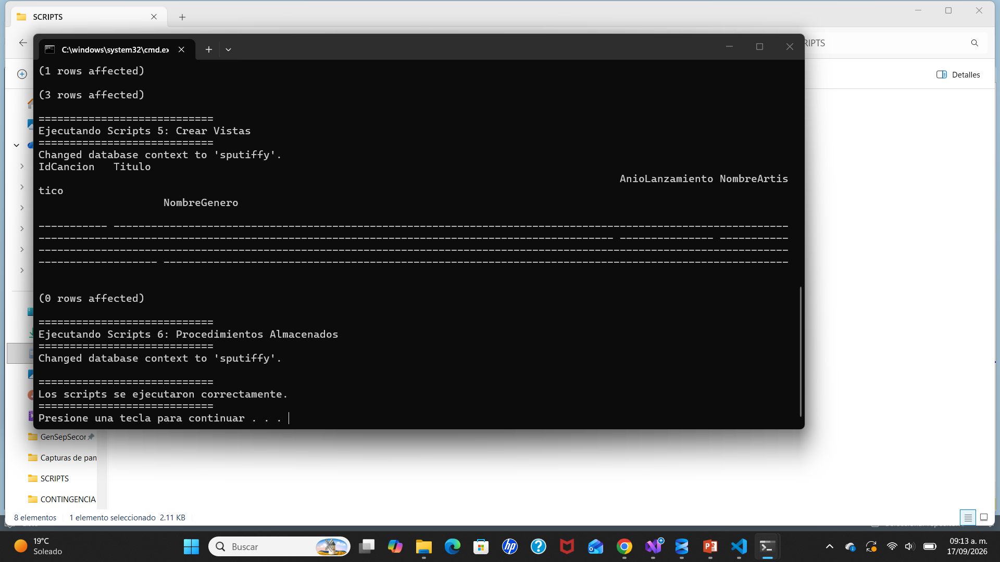 SCRIPTS
RIPTS
C:\windows\system32\cmd.ex
Detalles
(1 rows affected)
(3 rows affected)
============================
Ejecutando Scripts 5: Crear Vistas
============================
Changed database context to 'sputiffy'.
IdCancion   Titulo
AnioLanzamiento NombreArtis
tico
NombreGenero
----------- ------------------------------------------------------------------------------------------------------------
-------------------------------------------------------------------------------------------- --------------- -----------
------------------------------------------------------------------------------------------------------------------------
------------------- ----------------------------------------------------------------------------------------------------
(0 rows affected)
============================
Ejecutando Scripts 6: Procedimientos Almacenados
============================
Changed database context to 'sputiffy'.
============================
Los scripts se ejecutaron correctamente.
============================
Presione una tecla para continuar . . .
GenSepSecor
Capturas de pan
SCRIPTS
CONTINGENCIA
8 elementos
1 elemento seleccionado 2.11 KB
19°C
Soleado
Buscar
09:13 a. m.
17/09/2026